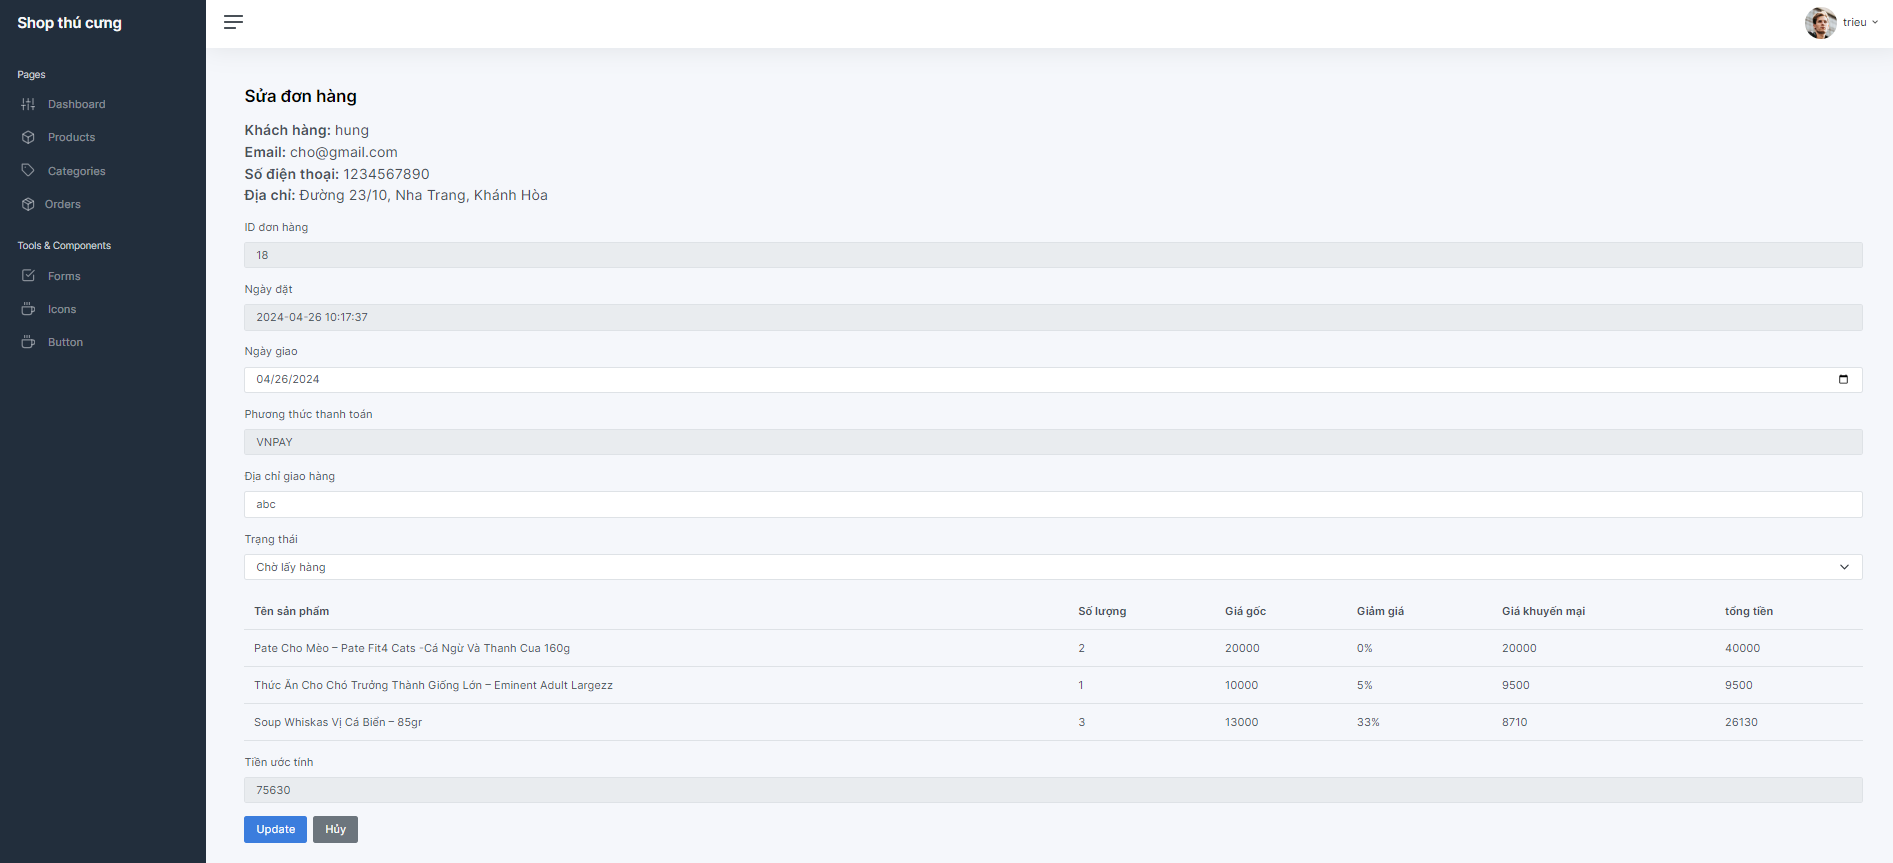 Shop thú cưng
trieu
Pages
Dashboard
Products
Categories
Orders
Tools & Components
Forms
Icons
Button
Sửa đơn hàng
Khách hàng: hung
Email: cho@gmail.com
Số điện thoại: 1234567890
Địa chỉ: Đường 23/10, Nha Trang, Khánh Hòa
ID đơn hàng
18
Ngày đặt
2024-04-26 10:17:37
Ngày giao
04/26/2024
Phương thức thanh toán
VNPAY
Địa chỉ giao hàng
abc
Trạng thái
Chờ lấy hàng
Tên sản phẩm Số lượng Giá gốc Giảm giá Giá khuyến mại tổng tiền
Pate Cho Mèo – Pate Fit4 Cats -Cá Ngừ Và Thanh Cua 160g 2 20000 0% 20000 40000
Thức Ăn Cho Chó Trưởng Thành Giống Lớn – Eminent Adult Largezz 1 10000 5% 9500 9500
Soup Whiskas Vị Cá Biển – 85gr 3 13000 33% 8710 26130
Tiền ước tính
75630
Update Hủy